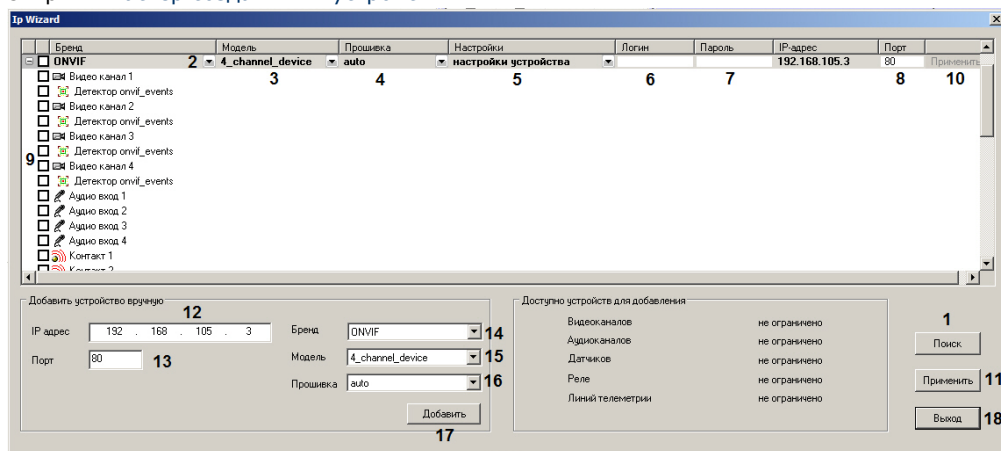 Ip Wizard
Бренд Модель Прошивка Настройки Логин Пароль IP-адрес Порт
ONVIF 2 4_channel_device auto настройки устройства 192.168.105.3 80 Применить
3 4 5 6 7 8 10
Видео канал 1
Детектор onvif_events
Видео канал 2
Детектор onvif_events
Видео канал 3
Детектор onvif_events
9 Видео канал 4
Детектор onvif_events
Аудио вход 1
Аудио вход 2
Аудио вход 3
Аудио вход 4
Контакт 1
Контакт 2
Добавить устройство вручную
12
IP адрес 192 . 168 . 105 . 3
Порт 80 13
Бренд ONVIF 14
Модель 4_channel_device 15
Прошивка auto 16
Добавить
17
Доступно устройств для добавления
Видеоканалов не ограничено
Аудиоканалов не ограничено
Датчиков не ограничено
Реле не ограничено
Линий телеметрии не ограничено
1
Поиск
Применить 11
Выход 18